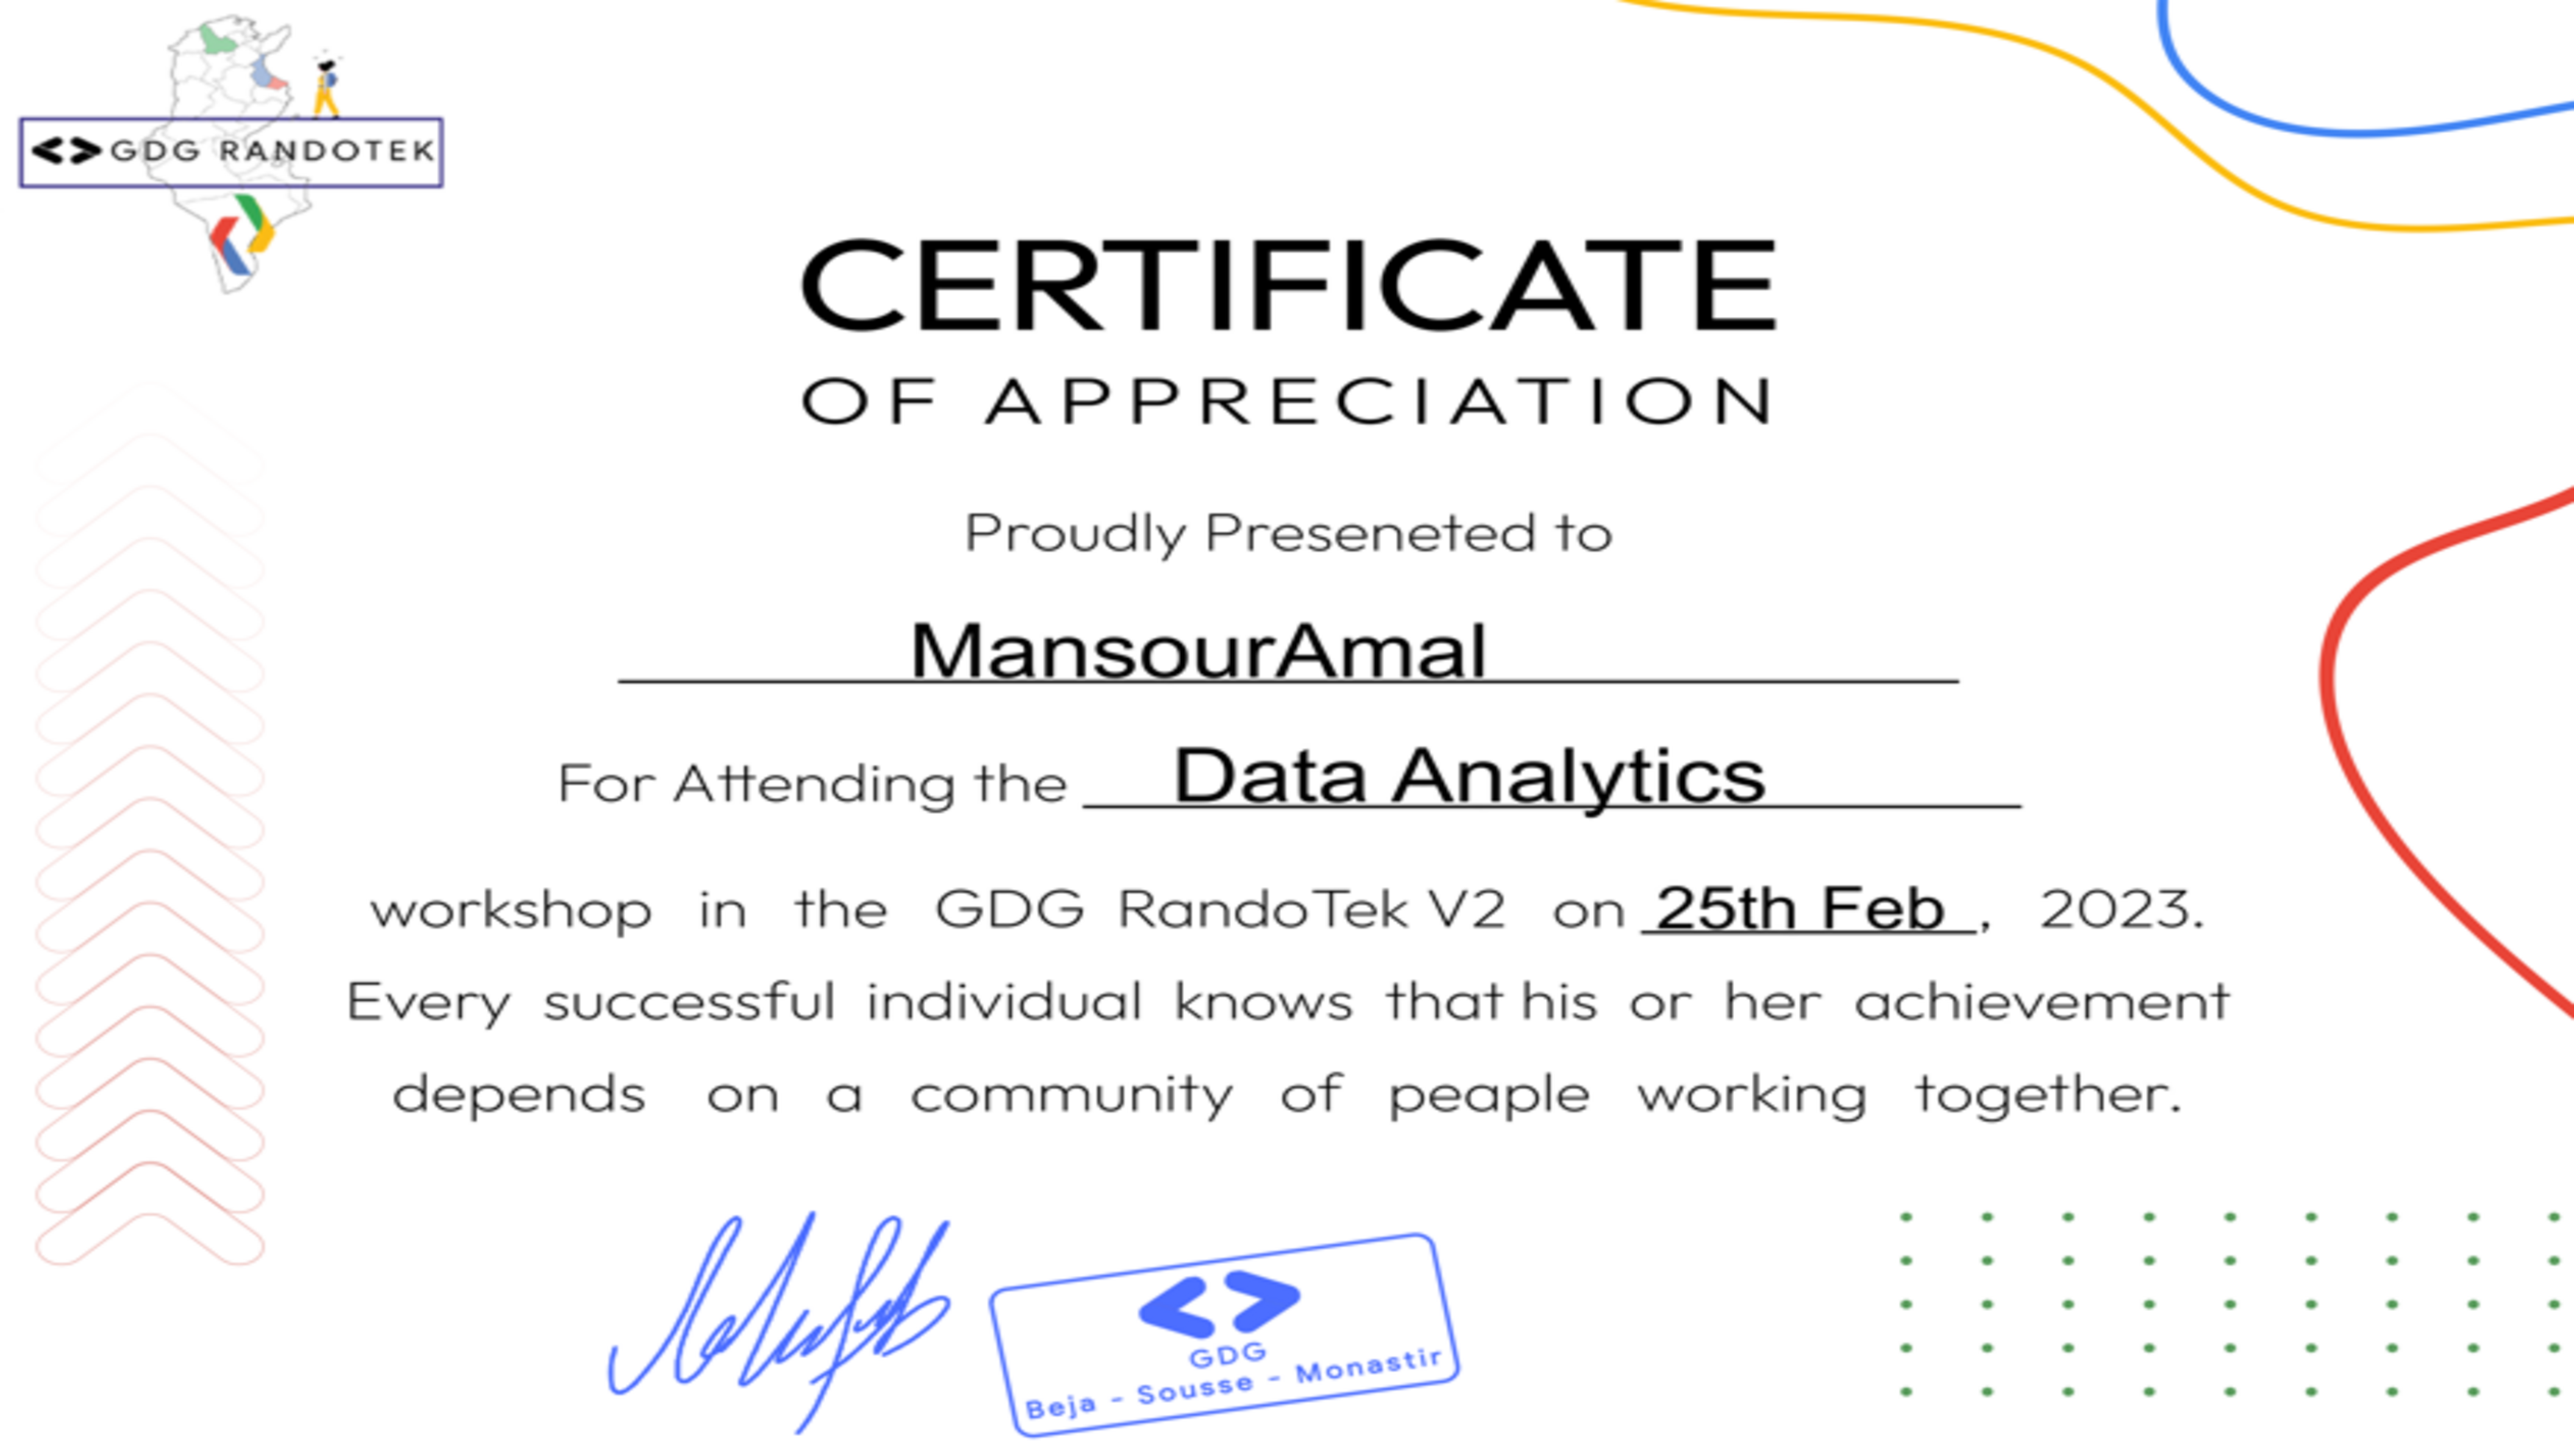 <>GDG RANDOTEK
CERTIFICATE
OF APPRECIATION
Proudly Preseneted to
MansourAmal
For Attending the Data Analytics
workshop in the GDG RandoTek V2 on 25th Feb, 2023.
Every successful individual knows that his or her achievement
depends on a community of peaple working together.
<>
GDG
Beja - Sousse - Monastir